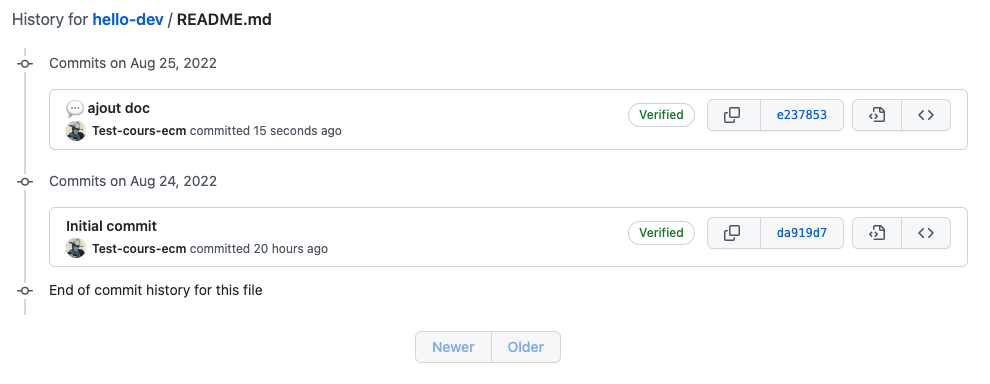 History for hello-dev / README.md
Commits on Aug 25, 2022
💬 ajout doc
Test-cours-ecm committed 15 seconds ago
Verified
e237853
Commits on Aug 24, 2022
Initial commit
Test-cours-ecm committed 20 hours ago
Verified
da919d7
End of commit history for this file
Newer Older